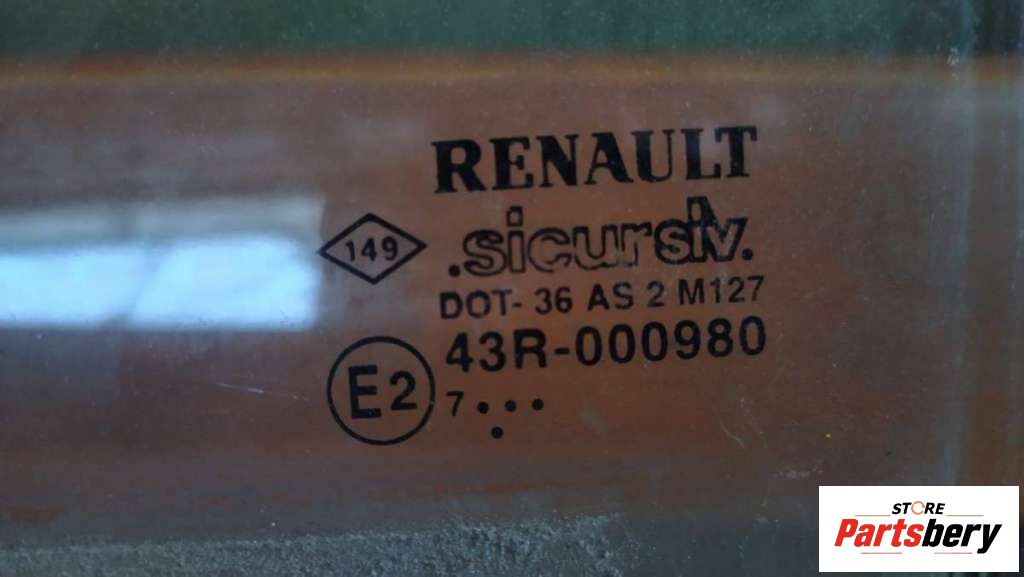 RENAULT
149
.sicursiv.
DOT- 36 AS 2 M127
E2
43R-000980
7 . . .
.
STORE
Partsbery